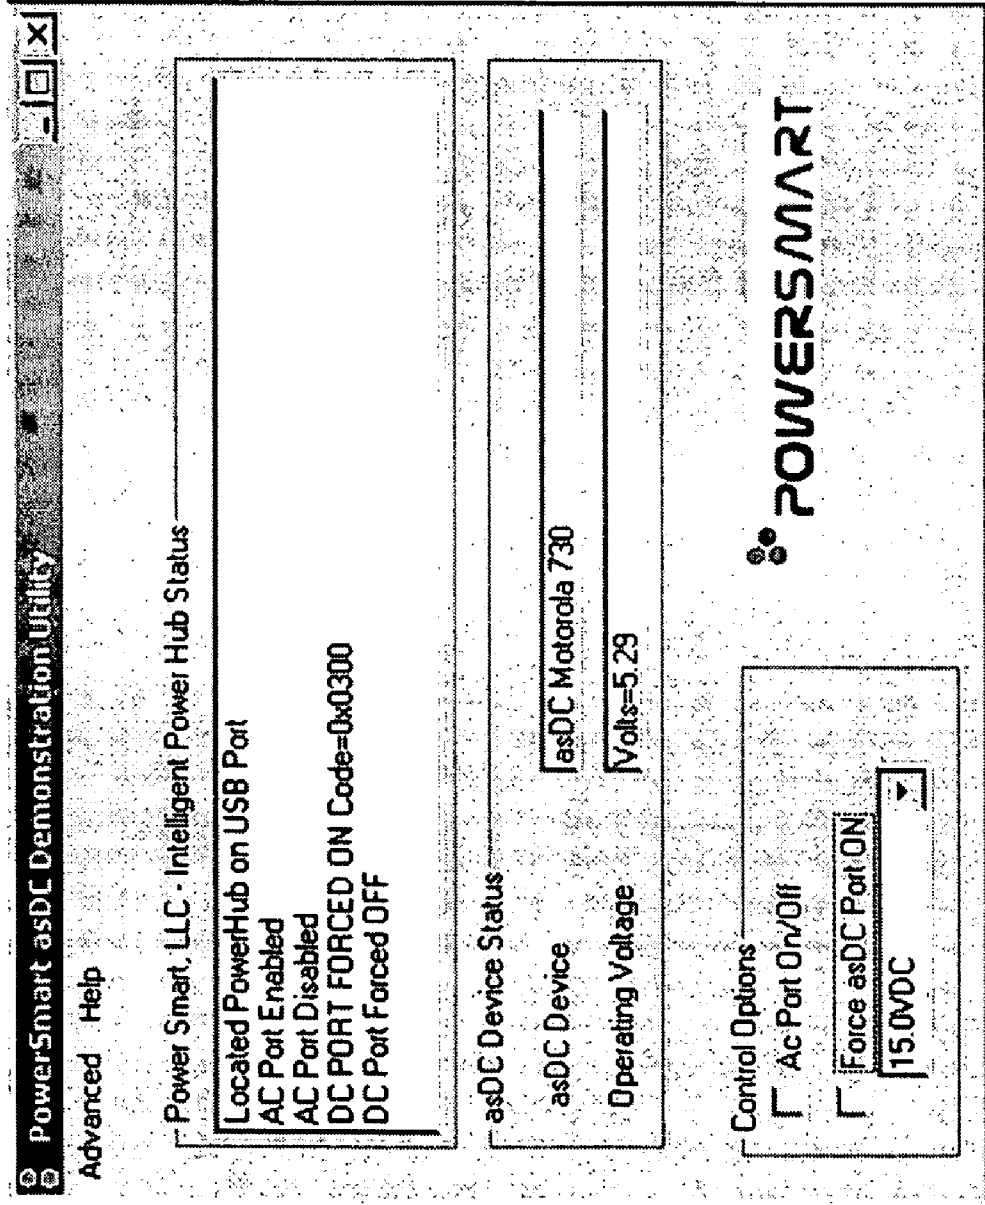 PowerSmart asDC Demonstration Utility
Advanced Help
Power Smart, LLC - Intelligent Power Hub Status
Located PowerHub on USB Port
AC Port Enabled
AC Port Disabled
DC PORT FORCED ON Code=0x0300
DC Port Forced OFF
asDC Device Status
asDC Device
asDC Motorola 730
Operating Voltage
Volts=5.29
Control Options
Ac Port On/Off
Force asDC Port ON
15.0vDC
POWERSMART